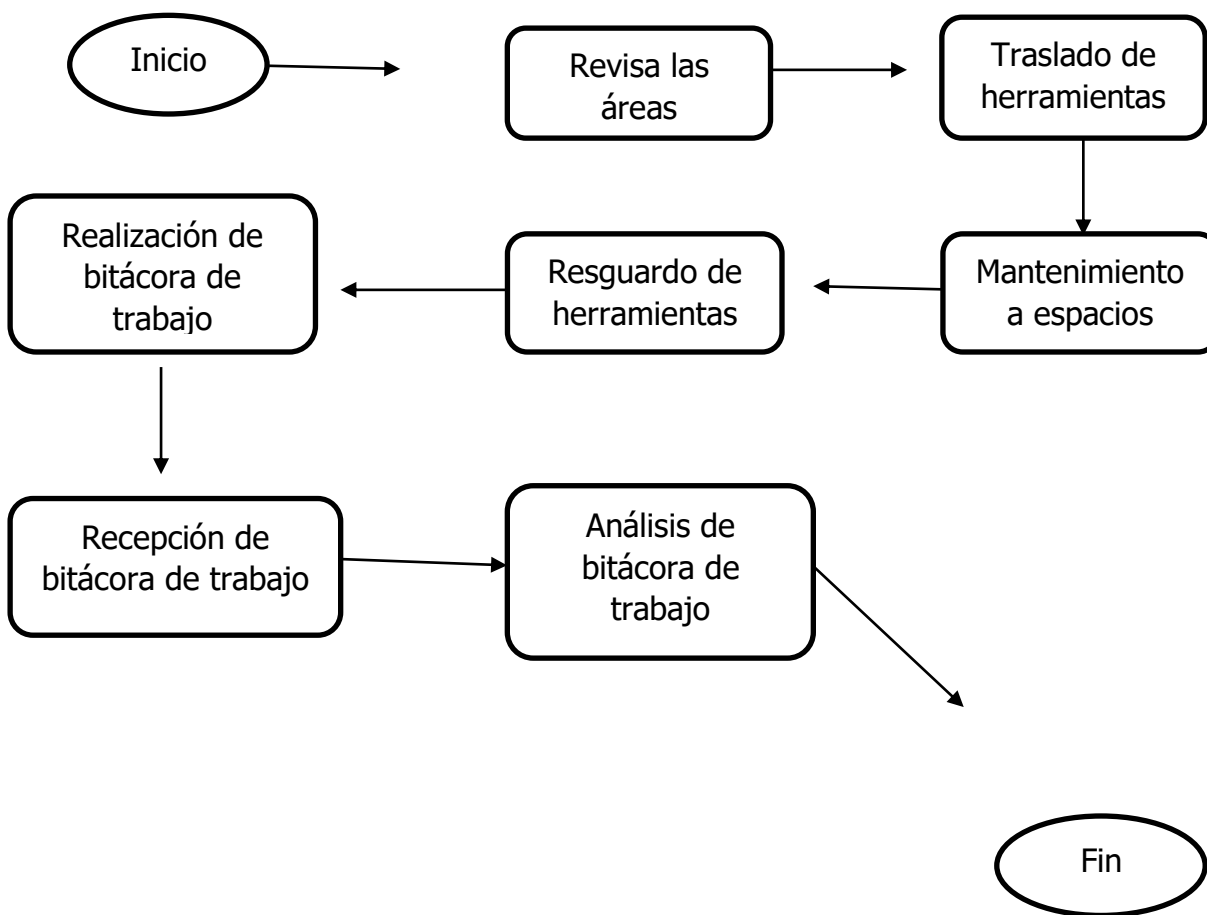 Inicio
Revisa las
áreas
Traslado de
herramientas
Mantenimiento
a espacios
Resguardo de
herramientas
Realización de
bitácora de
trabajo
Recepción de
bitácora de trabajo
Análisis de
bitácora de
trabajo
Fin